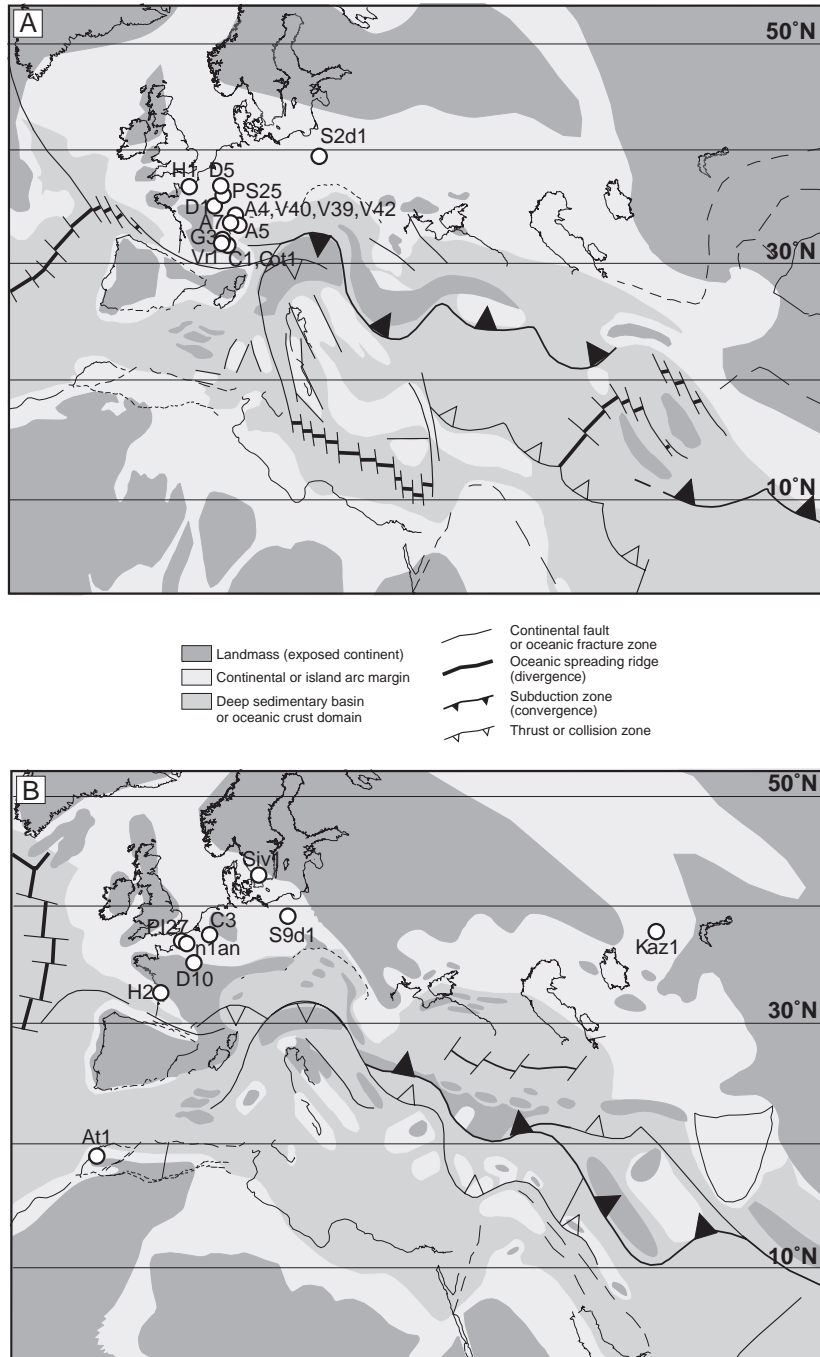 A
50°N
S2d1
H1 D5
PS25
D1
A4,V40,V39,V42
A7
A5
G3
Vr1 C1,Cot1
30°N
10°N
Landmass (exposed continent)
Continental or island arc margin
Deep sedimentary basin
or oceanic crust domain
Continental fault
or oceanic fracture zone
Oceanic spreading ridge
(divergence)
Subduction zone
(convergence)
Thrust or collision zone
B
50°N
Siv1
C3
S9d1
Pl27
n1an
Kaz1
D10
H2
30°N
At1
10°N